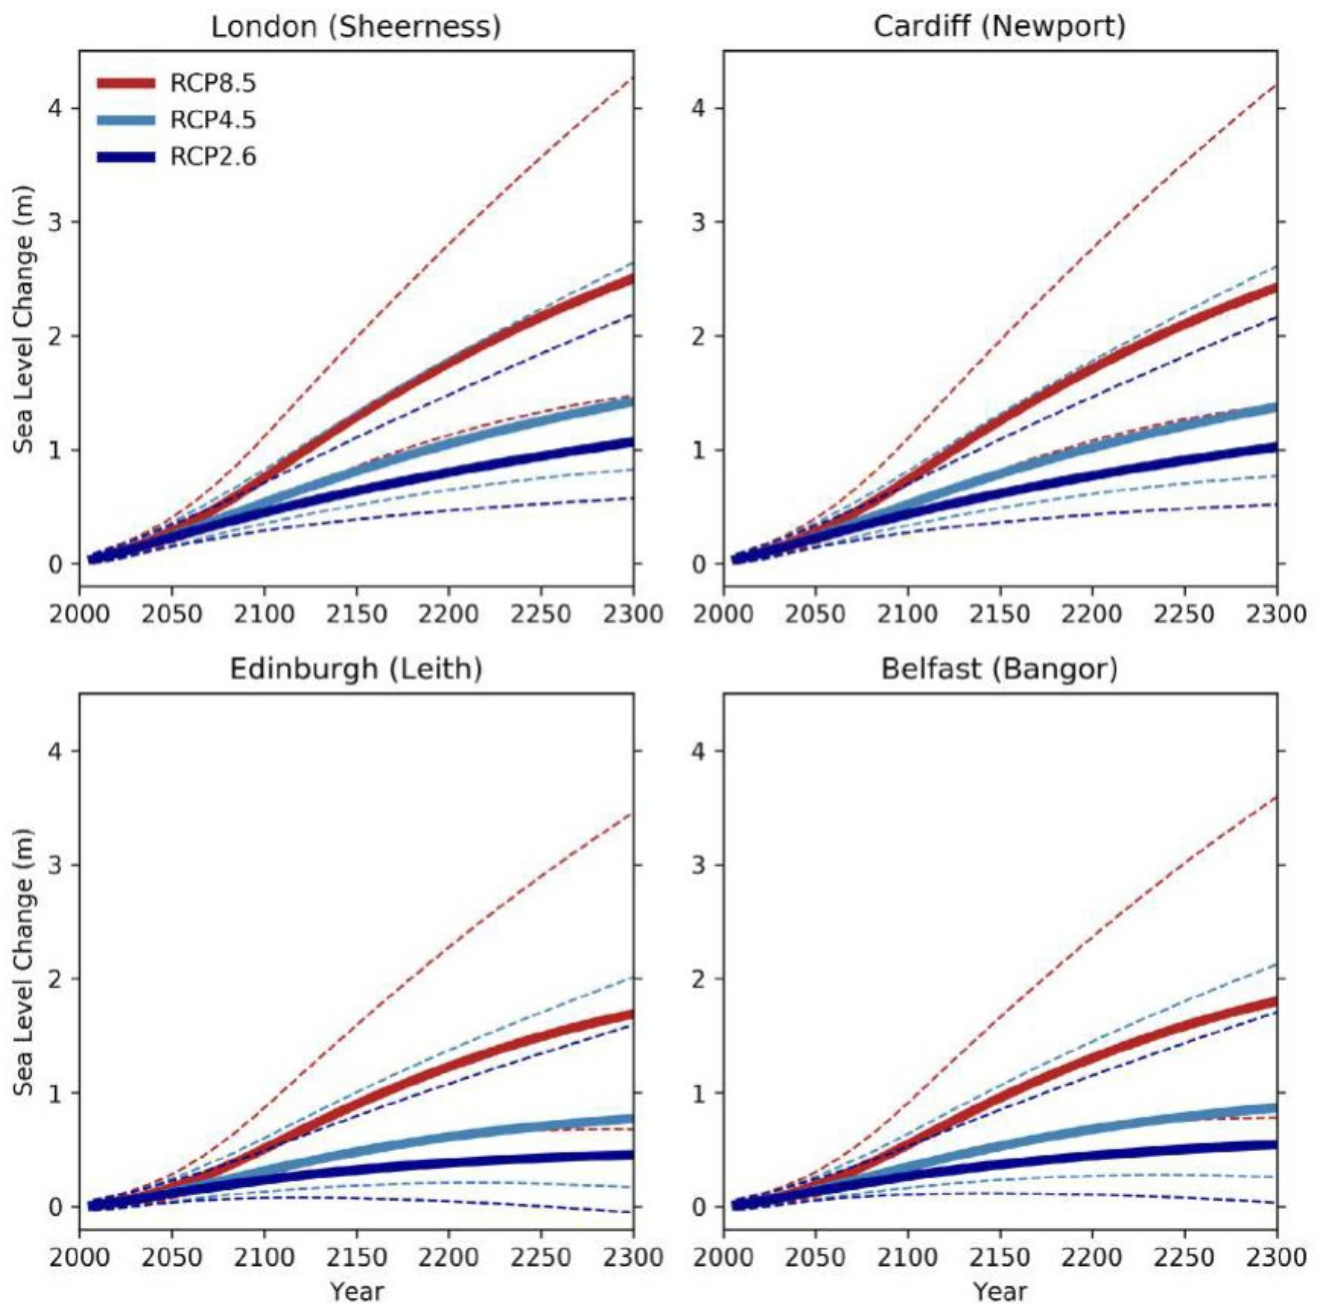 London (Sheerness)
Sea Level Change (m)
4
3
2
1
0
RCP8.5
RCP4.5
RCP2.6
2000 2050 2100 2150 2200 2250 2300
Cardiff (Newport)
4
3
2
1
0
2000 2050 2100 2150 2200 2250 2300
Edinburgh (Leith)
Sea Level Change (m)
4
3
2
1
0
2000 2050 2100 2150 2200 2250 2300
Year
Belfast (Bangor)
4
3
2
1
0
2000 2050 2100 2150 2200 2250 2300
Year